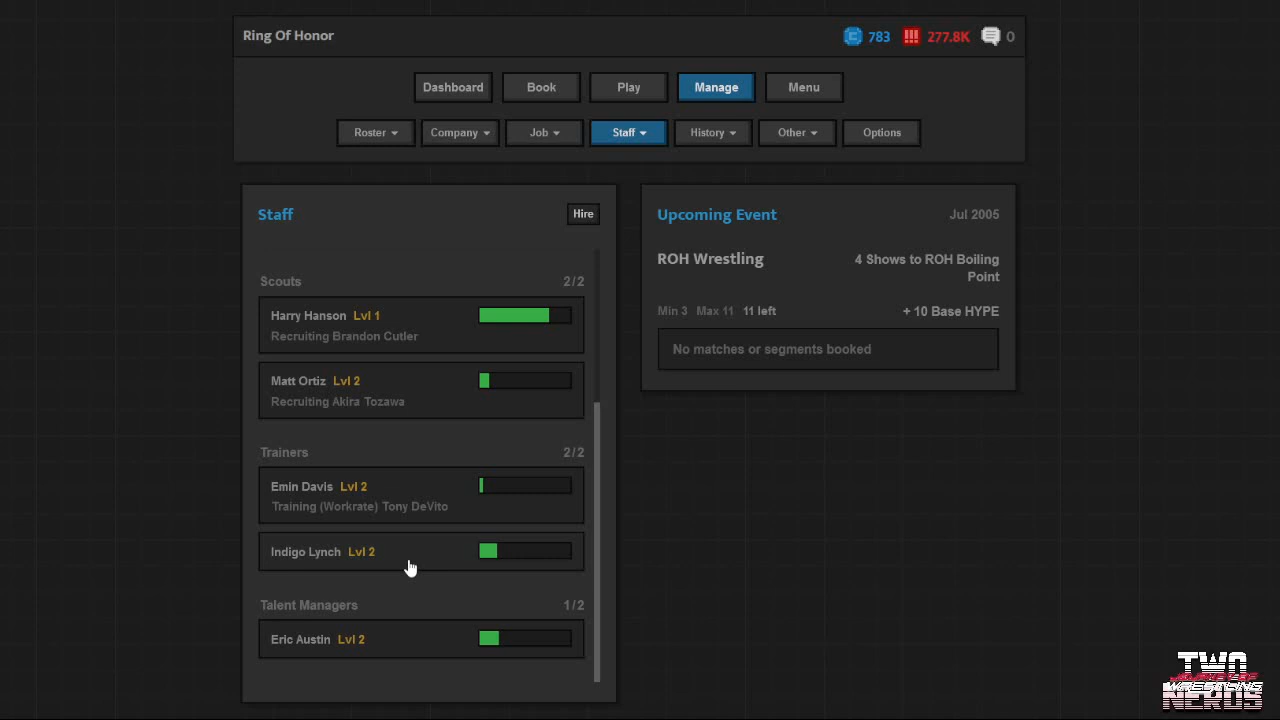 Ring Of Honor
783
277.8K
0
Dashboard
Book
Play
Manage
Menu
Roster
Company
Job
Staff
History
Other
Options
Staff
Hire
Scouts
2/2
Harry Hanson Lvl 1
Recruiting Brandon Cutler
Matt Ortiz Lvl 2
Recruiting Akira Tozawa
Trainers
2/2
Emin Davis Lvl 2
Training (Workrate) Tony DeVito
Indigo Lynch Lvl 2
Talent Managers
1/2
Eric Austin Lvl 2
Upcoming Event
Jul 2005
ROH Wrestling
4 Shows to ROH Boiling
Point
Min 3 Max 11 11 left
+ 10 Base HYPE
No matches or segments booked
TWO
JOURNEY OF
WRESTLING
NERDS